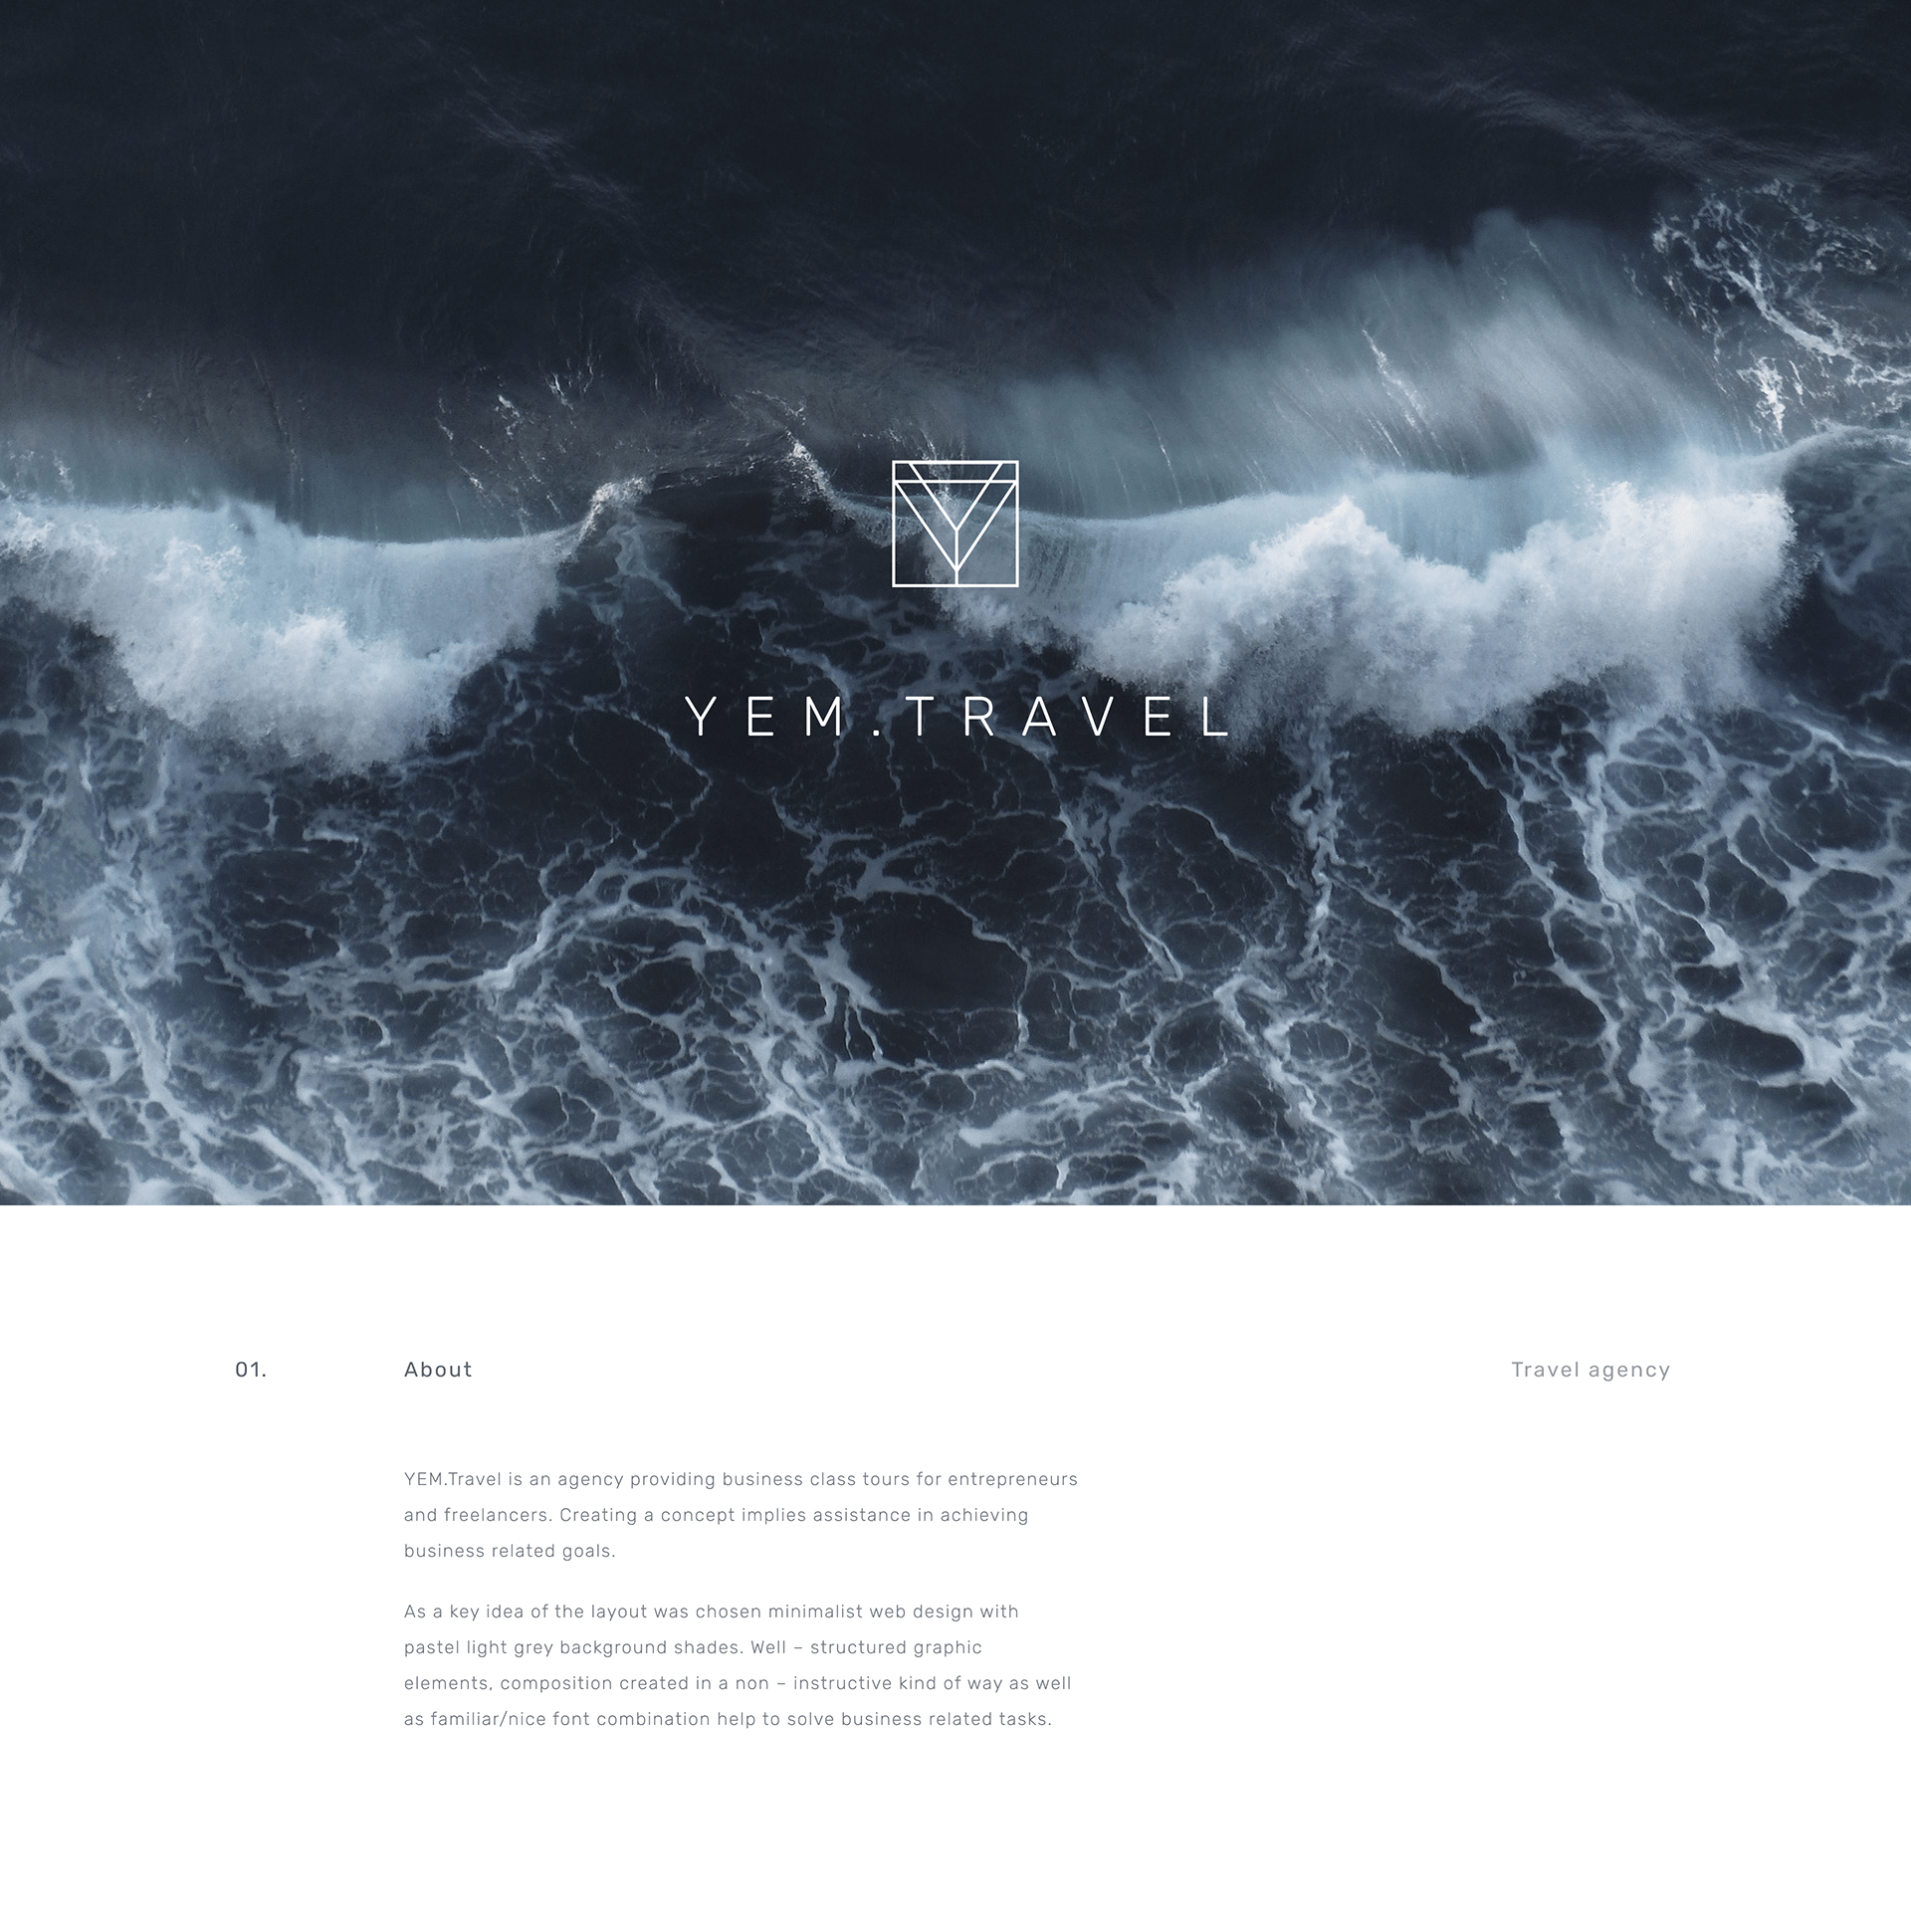 YEM.TRAVEL
01.
About
Travel agency
YEM.Travel is an agency providing business class tours for entrepreneurs
and freelancers. Creating a concept implies assistance in achieving
business related goals.
As a key idea of the layout was chosen minimalist web design with
pastel light grey background shades. Well – structured graphic
elements, composition created in a non – instructive kind of way as well
as familiar/nice font combination help to solve business related tasks.